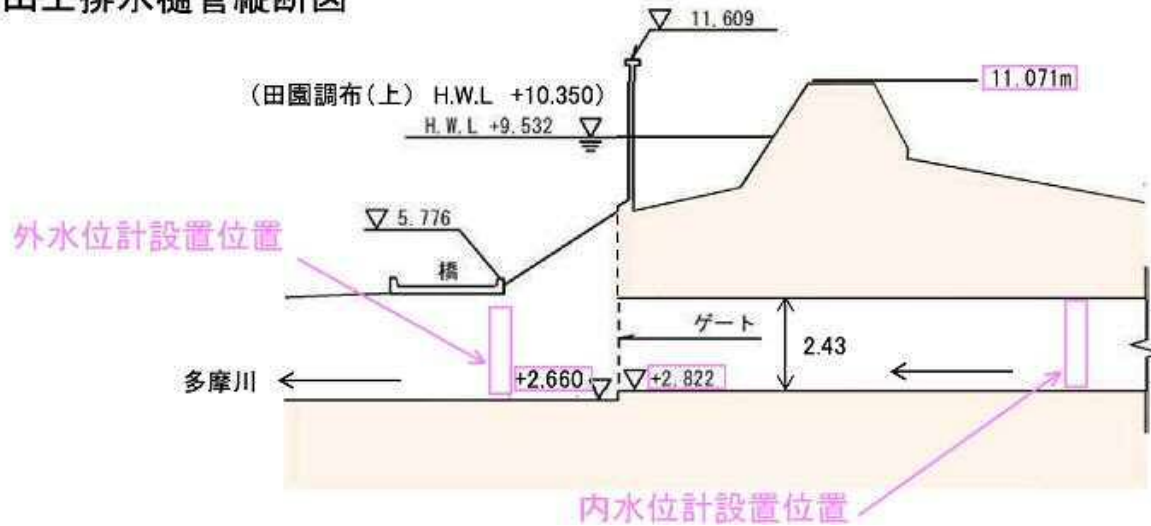 上排水樋管縦断図
11,609
11.071m
(田園調布(上) H.W.L +10.350)
H.W.L +9.532
5.776
外水位計設置位置
橋
ゲート
2.43
多摩川
+2.660
+2,822
内水位計設置位置